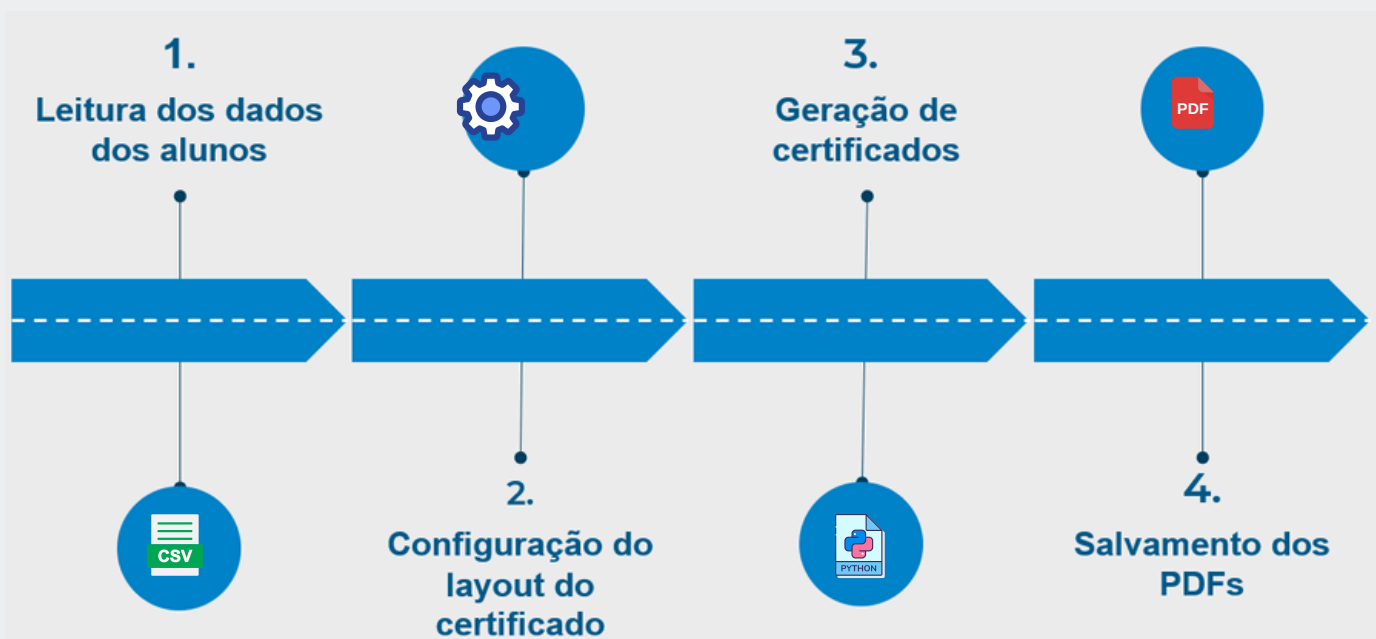 1.
Leitura dos dados
dos alunos
CSV
2.
Configuração do
layout do
certificado
3.
Geração de
certificados
PYTHON
PDF
4.
Salvamento dos
PDFs